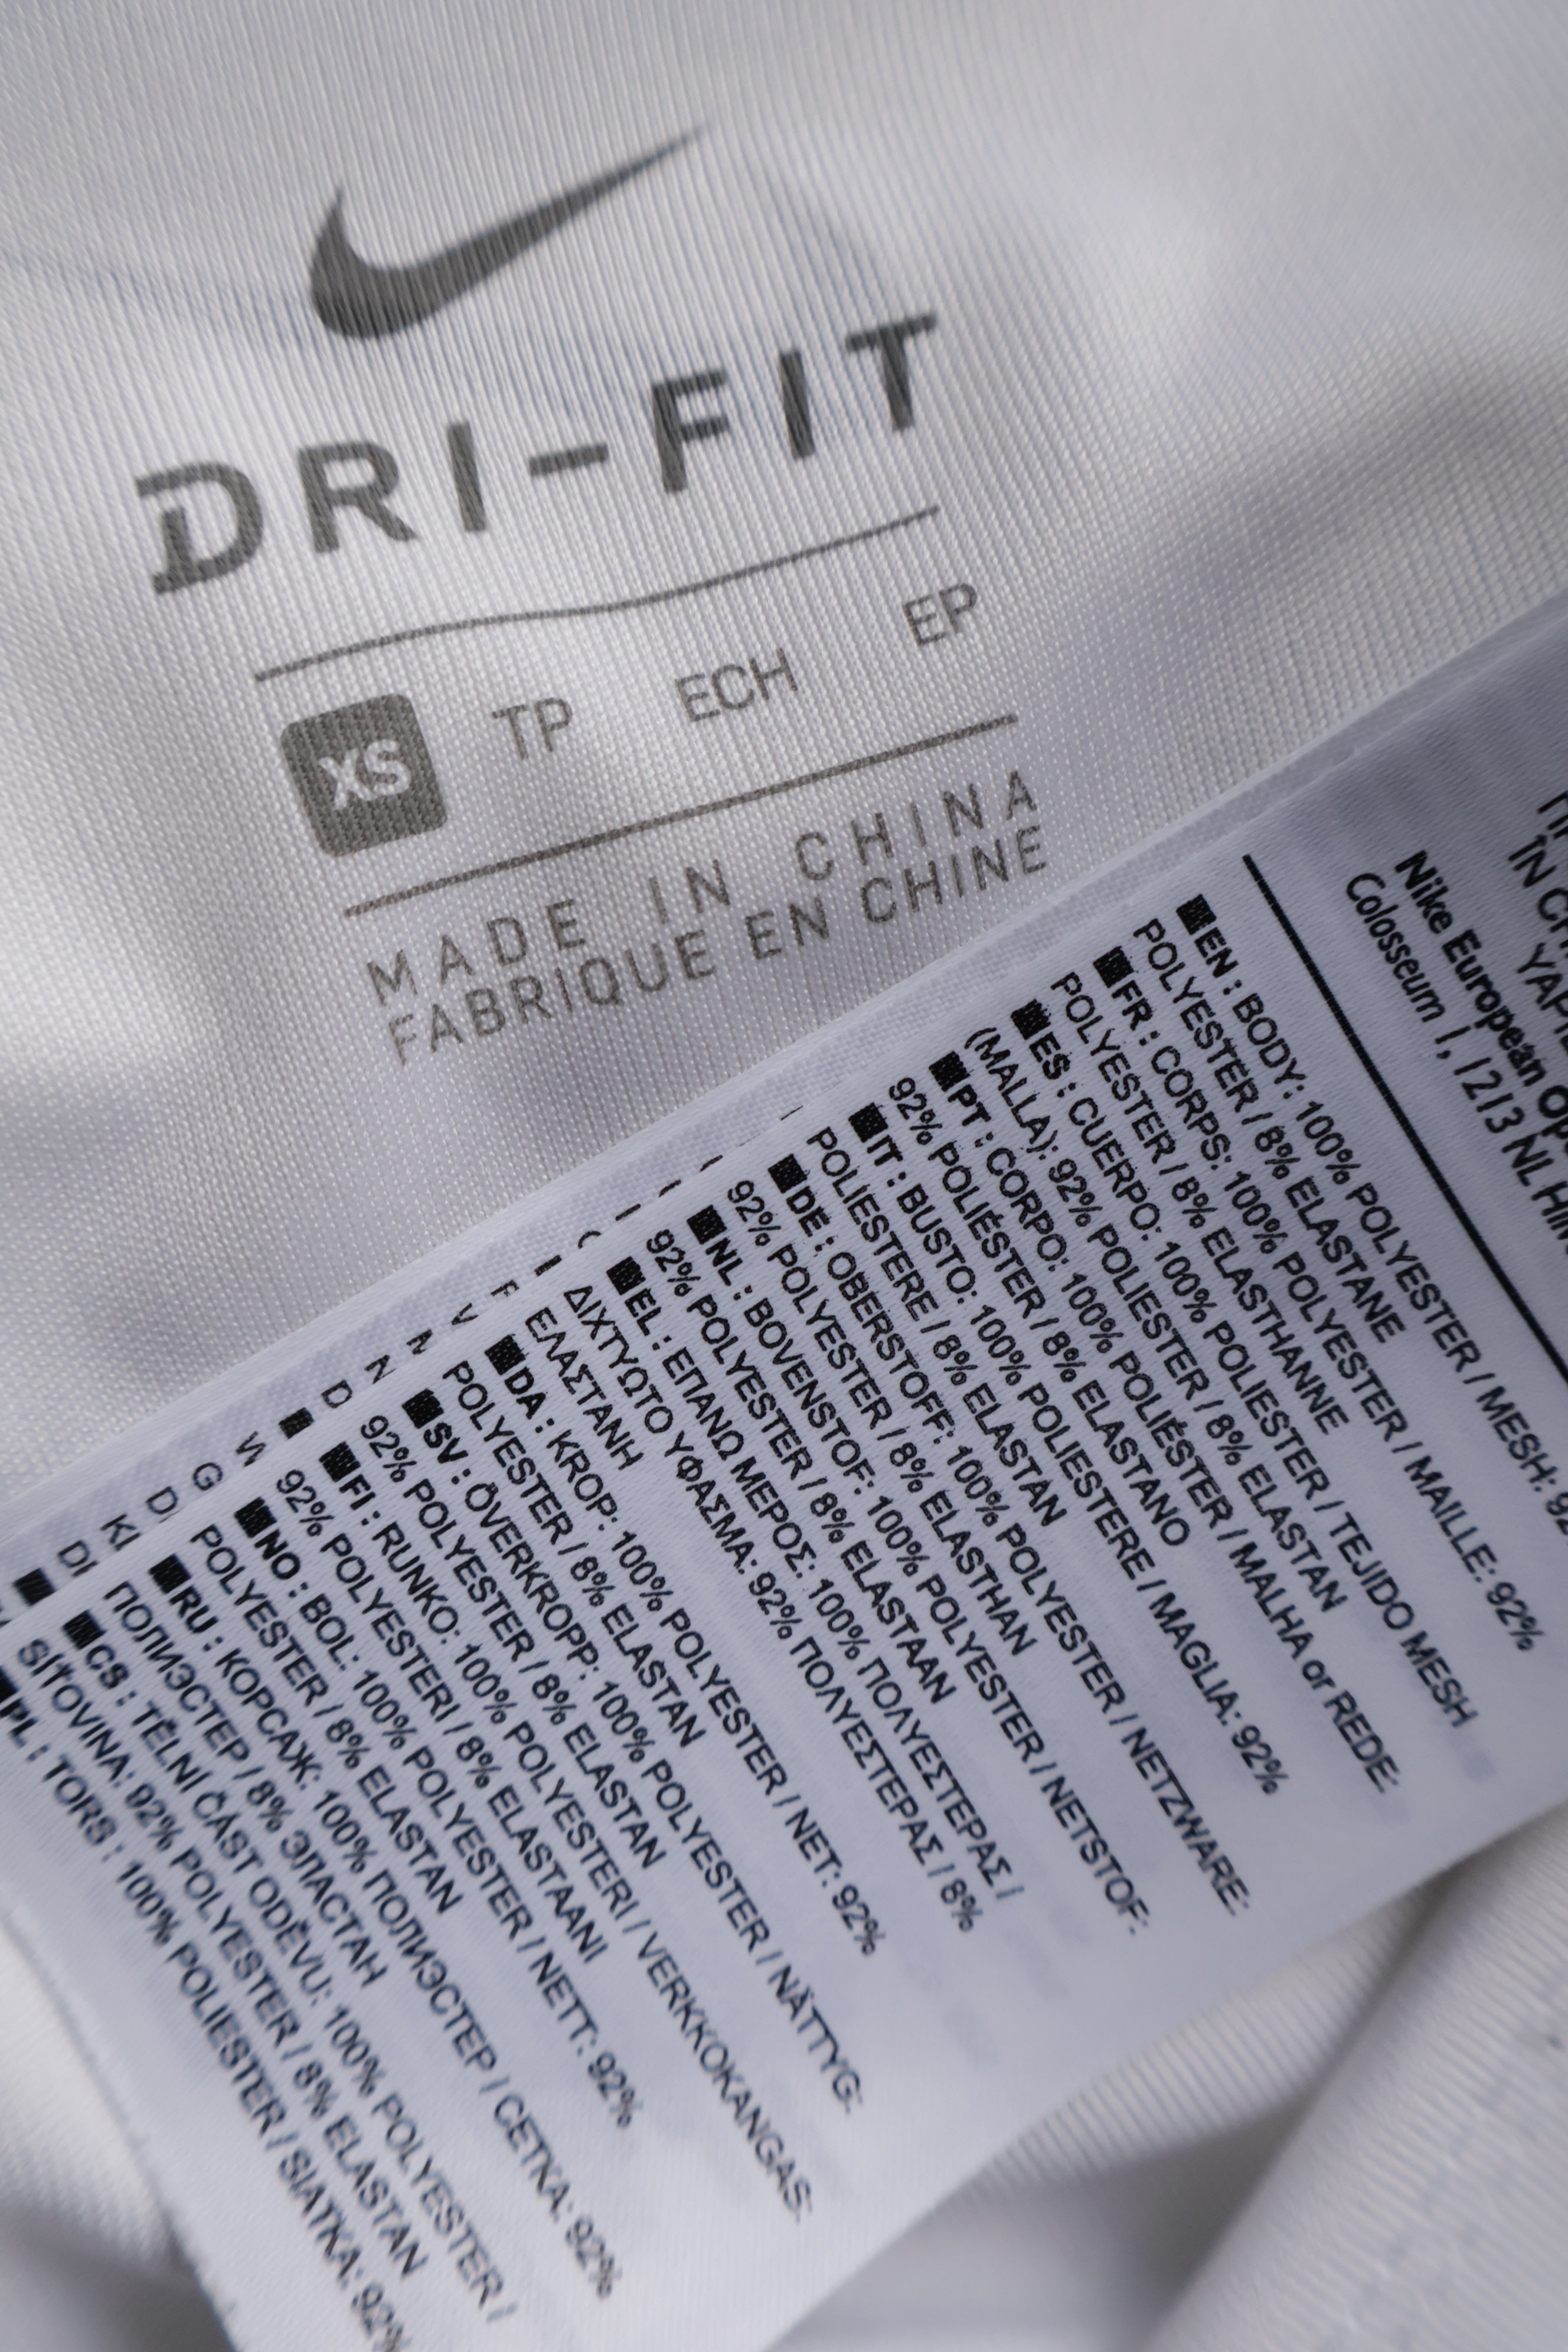 DRI-FIT
XS TP ECH EP
MADE IN CHINA
FABRIQUE EN CHINE
Nike European
Colosseum 1, 1213 NL
EN : BODY: 100% POLYESTER / MESH:
POLYESTER / 8% ELASTANE
FR : CORPS: 100% POLYESTER / MAILLE: 92%
POLYESTER / 8% ELASTHANNE
ES : CUERPO: 100% POLIESTER / TEJIDO MESH
(MALLA): 92% POLIESTER / 8% ELASTAN
PT : CORPO: 100% POLIÉSTER / MALHA or REDE:
92% POLIÉSTER / 8% ELASTANO
IT : BUSTO: 100% POLIESTERE / MAGLIA: 92%
POLIESTERE / 8% ELASTAN
DE : OBERSTOFF: 100% POLYESTER / NETZWARE:
92% POLYESTER / 8% ELASTHAN
NL : BOVENSTOF: 100% POLYESTER / NETSTOF:
92% POLYESTER / 8% ELASTAAN
EL : ΕΠΑΝΩ ΜΕΡΟΣ: 100% ΠΟΛΥΕΣΤΕΡΑΣ /
ΔΙΧΤΥΩΤΟ ΥΦΑΣΜΑ: 92% ΠΟΛΥΕΣΤΕΡΑΣ / 8%
ΕΛΑΣΤΑΝΗ
DA : KROP: 100% POLYESTER / NET: 92%
POLYESTER / 8% ELASTAN
SV : ÖVERKROPP: 100% POLYESTER / NÄTTYG:
92% POLYESTER / 8% ELASTAN
FI : RUNKO: 100% POLYESTERI / VERKKOKANGAS:
92% POLYESTERI / 8% ELASTAANI
NO : BOL: 100% POLYESTER / NETT: 92%
POLYESTER / 8% ELASTAN
RU : КОРСАЖ: 100% ПОЛИЭСТЕР / СЕТКА: 92%
ПОЛИЭСТЕР / 8% ЭЛАСТАН
CS : TĚLNÍ ČÁST ODĚVU: 100% POLYESTER /
SÍŤOVINA: 92% POLYESTER / 8% ELASTAN
PL : TORS : 100% POLIESTER / SIATKA: 92%